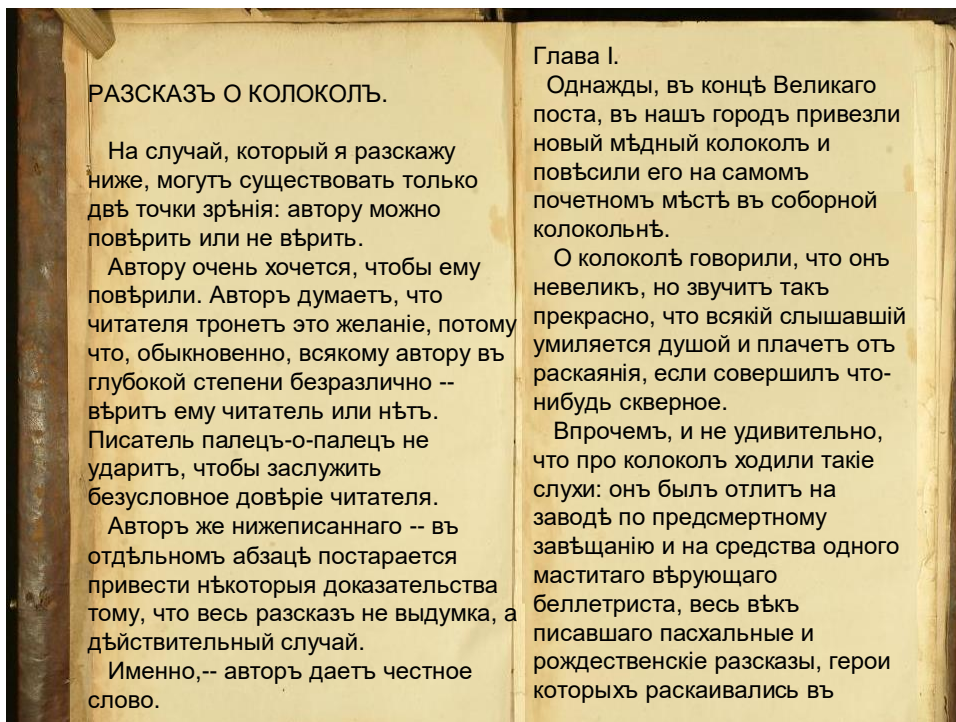 РАЗСКАЗЪ О КОЛОКОЛЪ.
На случай, который я разскажу
ниже, могутъ существовать только
двѣ точки зрѣнія: автору можно
повѣрить или не вѣрить.
Автору очень хочется, чтобы ему
повѣрили. Авторъ думаетъ, что
читателя тронетъ это желаніе, потому
что, обыкновенно, всякому автору въ
глубокой степени безразлично --
вѣритъ ему читатель или нѣтъ.
Писатель палецъ-о-палецъ не
ударитъ, чтобы заслужить
безусловное довѣріе читателя.
Авторъ же нижеписаннаго -- въ
отдѣльномъ абзацѣ постарается
привести нѣкоторыя доказательства
тому, что весь разсказъ не выдумка, а
дѣйствительный случай.
Именно,-- авторъ даетъ честное
слово.
Глава I.
Однажды, въ концѣ Великаго
поста, въ нашъ городъ привезли
новый мѣдный колоколъ и
повѣсили его на самомъ
почетномъ мѣстѣ въ соборной
колокольнѣ.
О колоколѣ говорили, что онъ
невеликъ, но звучитъ такъ
прекрасно, что всякій слышавшій
умиляется душой и плачетъ отъ
раскаянія, если совершилъ что-
нибудь скверное.
Впрочемъ, и не удивительно,
что про колоколъ ходили такіе
слухи: онъ былъ отлитъ на
заводѣ по предсмертному
завѣщанію и на средства одного
маститаго вѣрующаго
беллетриста, весь вѣкъ
писавшаго пасхальные и
рождественскіе разсказы, герои
которыхъ раскаивались въ